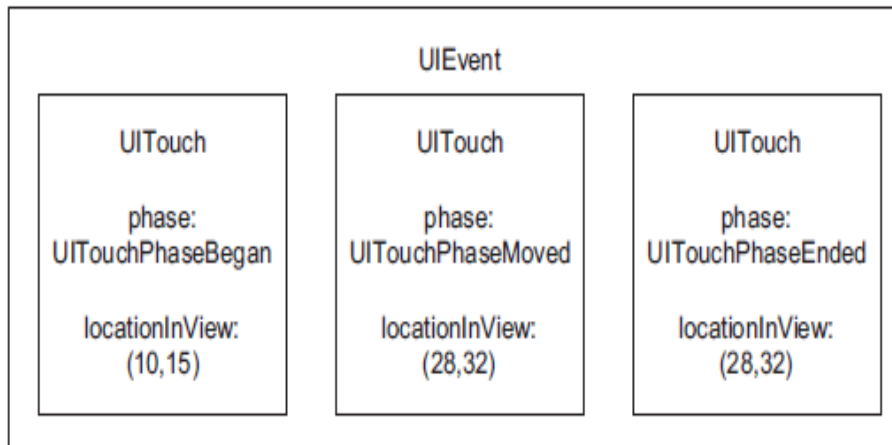 UIEvent
UITouch
phase:
UITouchPhaseBegan
locationInView:
(10,15)
UITouch
phase:
UITouchPhaseMoved
locationInView:
(28,32)
UITouch
phase:
UITouchPhaseEnded
locationInView:
(28,32)